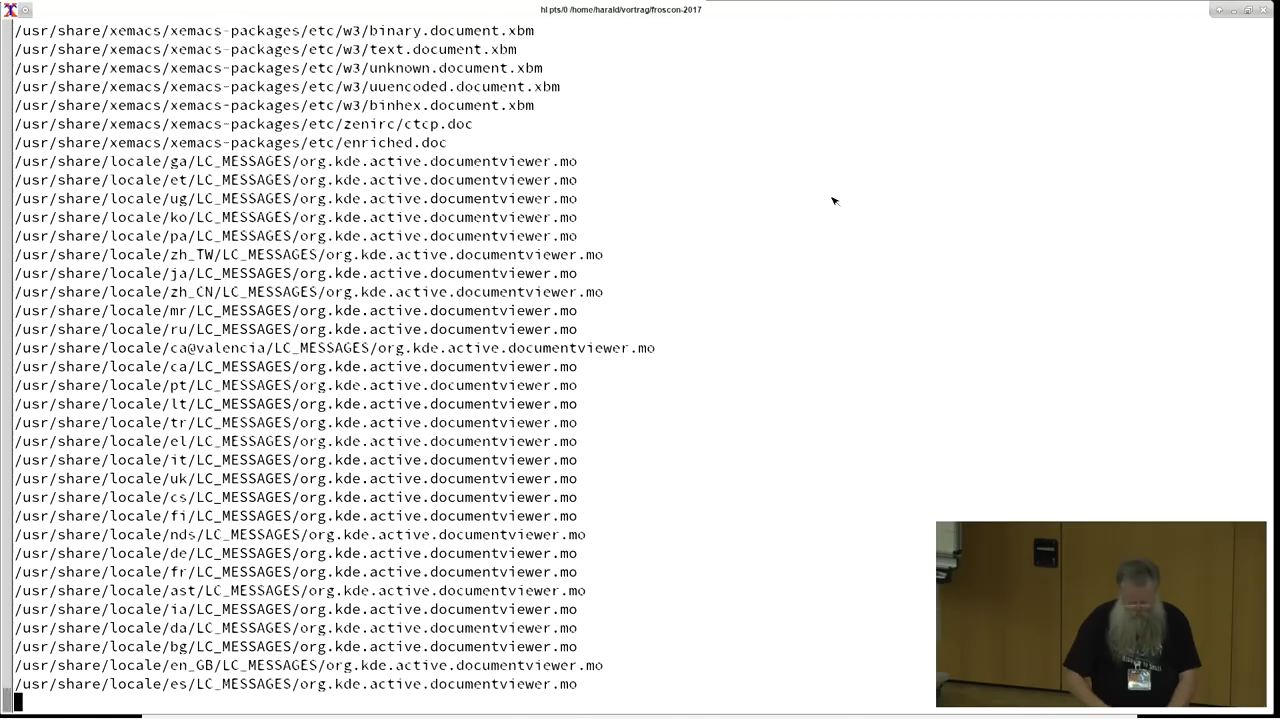 hl pts/0 /home/harald/vortrag/froscon-2017
/usr/share/xemacs/xemacs-packages/etc/w3/binary.document.xbm
/usr/share/xemacs/xemacs-packages/etc/w3/text.document.xbm
/usr/share/xemacs/xemacs-packages/etc/w3/unknown.document.xbm
/usr/share/xemacs/xemacs-packages/etc/w3/uuencoded.document.xbm
/usr/share/xemacs/xemacs-packages/etc/w3/binhex.document.xbm
/usr/share/xemacs/xemacs-packages/etc/zenirc/ctcp.doc
/usr/share/xemacs/xemacs-packages/etc/enriched.doc
/usr/share/locale/ga/LC_MESSAGES/org.kde.active.documentviewer.mo
/usr/share/locale/et/LC_MESSAGES/org.kde.active.documentviewer.mo
/usr/share/locale/ug/LC_MESSAGES/org.kde.active.documentviewer.mo
/usr/share/locale/ko/LC_MESSAGES/org.kde.active.documentviewer.mo
/usr/share/locale/pa/LC_MESSAGES/org.kde.active.documentviewer.mo
/usr/share/locale/zh_TW/LC_MESSAGES/org.kde.active.documentviewer.mo
/usr/share/locale/ja/LC_MESSAGES/org.kde.active.documentviewer.mo
/usr/share/locale/zh_CN/LC_MESSAGES/org.kde.active.documentviewer.mo
/usr/share/locale/mr/LC_MESSAGES/org.kde.active.documentviewer.mo
/usr/share/locale/ru/LC_MESSAGES/org.kde.active.documentviewer.mo
/usr/share/locale/ca@valencia/LC_MESSAGES/org.kde.active.documentviewer.mo
/usr/share/locale/ca/LC_MESSAGES/org.kde.active.documentviewer.mo
/usr/share/locale/pt/LC_MESSAGES/org.kde.active.documentviewer.mo
/usr/share/locale/lt/LC_MESSAGES/org.kde.active.documentviewer.mo
/usr/share/locale/tr/LC_MESSAGES/org.kde.active.documentviewer.mo
/usr/share/locale/el/LC_MESSAGES/org.kde.active.documentviewer.mo
/usr/share/locale/it/LC_MESSAGES/org.kde.active.documentviewer.mo
/usr/share/locale/uk/LC_MESSAGES/org.kde.active.documentviewer.mo
/usr/share/locale/cs/LC_MESSAGES/org.kde.active.documentviewer.mo
/usr/share/locale/fi/LC_MESSAGES/org.kde.active.documentviewer.mo
/usr/share/locale/nds/LC_MESSAGES/org.kde.active.documentviewer.mo
/usr/share/locale/de/LC_MESSAGES/org.kde.active.documentviewer.mo
/usr/share/locale/fr/LC_MESSAGES/org.kde.active.documentviewer.mo
/usr/share/locale/ast/LC_MESSAGES/org.kde.active.documentviewer.mo
/usr/share/locale/ia/LC_MESSAGES/org.kde.active.documentviewer.mo
/usr/share/locale/da/LC_MESSAGES/org.kde.active.documentviewer.mo
/usr/share/locale/bg/LC_MESSAGES/org.kde.active.documentviewer.mo
/usr/share/locale/en_GB/LC_MESSAGES/org.kde.active.documentviewer.mo
/usr/share/locale/es/LC_MESSAGES/org.kde.active.documentviewer.mo